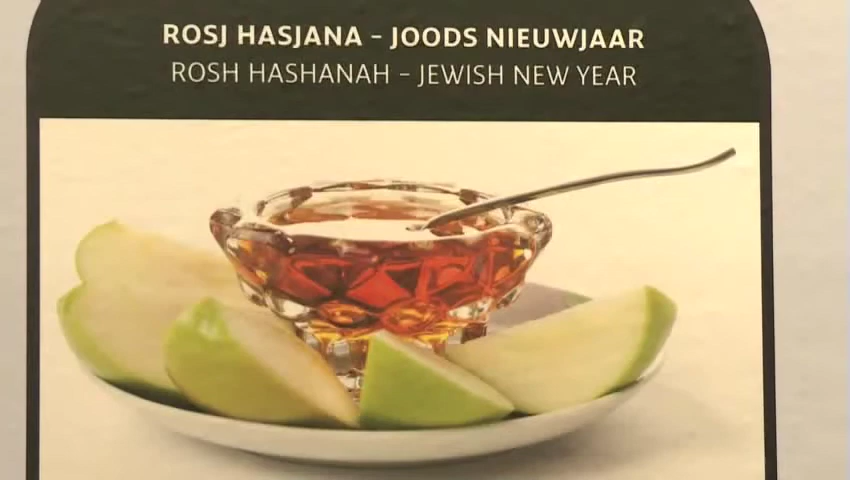 ROSJ HASJANA – JOODS NIEUWJAAR
ROSH HASHANAH – JEWISH NEW YEAR